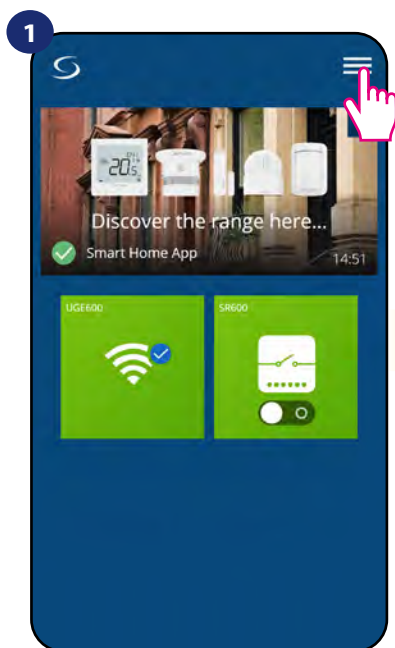 1
20.5
Discover the range here...
Smart Home App
14:51
UGE600
SR600